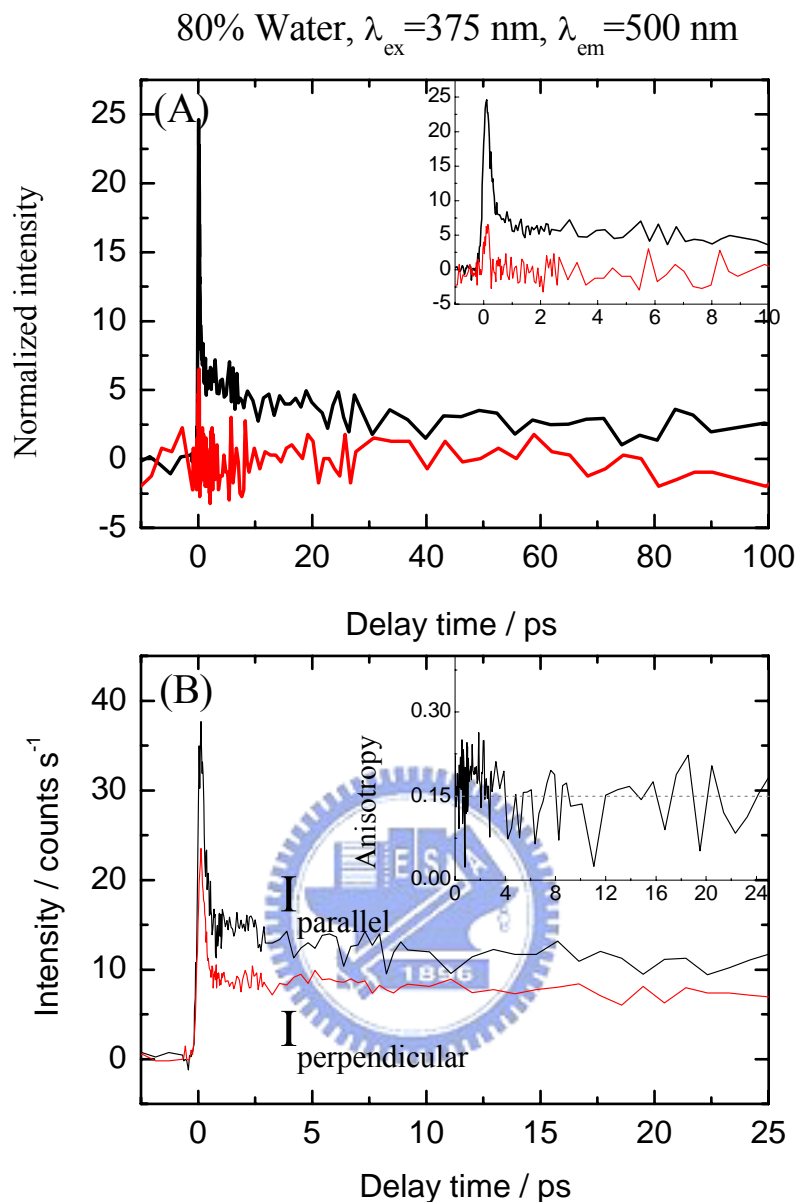 80% Water, λex=375 nm, λem=500 nm
(A)
Normalized intensity
25
20
15
10
5
0
-5
0 20 40 60 80 100
Delay time / ps
25
20
15
10
5
0
-5
0 2 4 6 8 10
(B)
Intensity / counts s⁻¹
40
30
20
10
0
0 5 10 15 20 25
Delay time / ps
Iparallel
Iperpendicular
Anisotropy
0.30
0.15
0.00
0 4 8 12 16 20 24
E S
1896